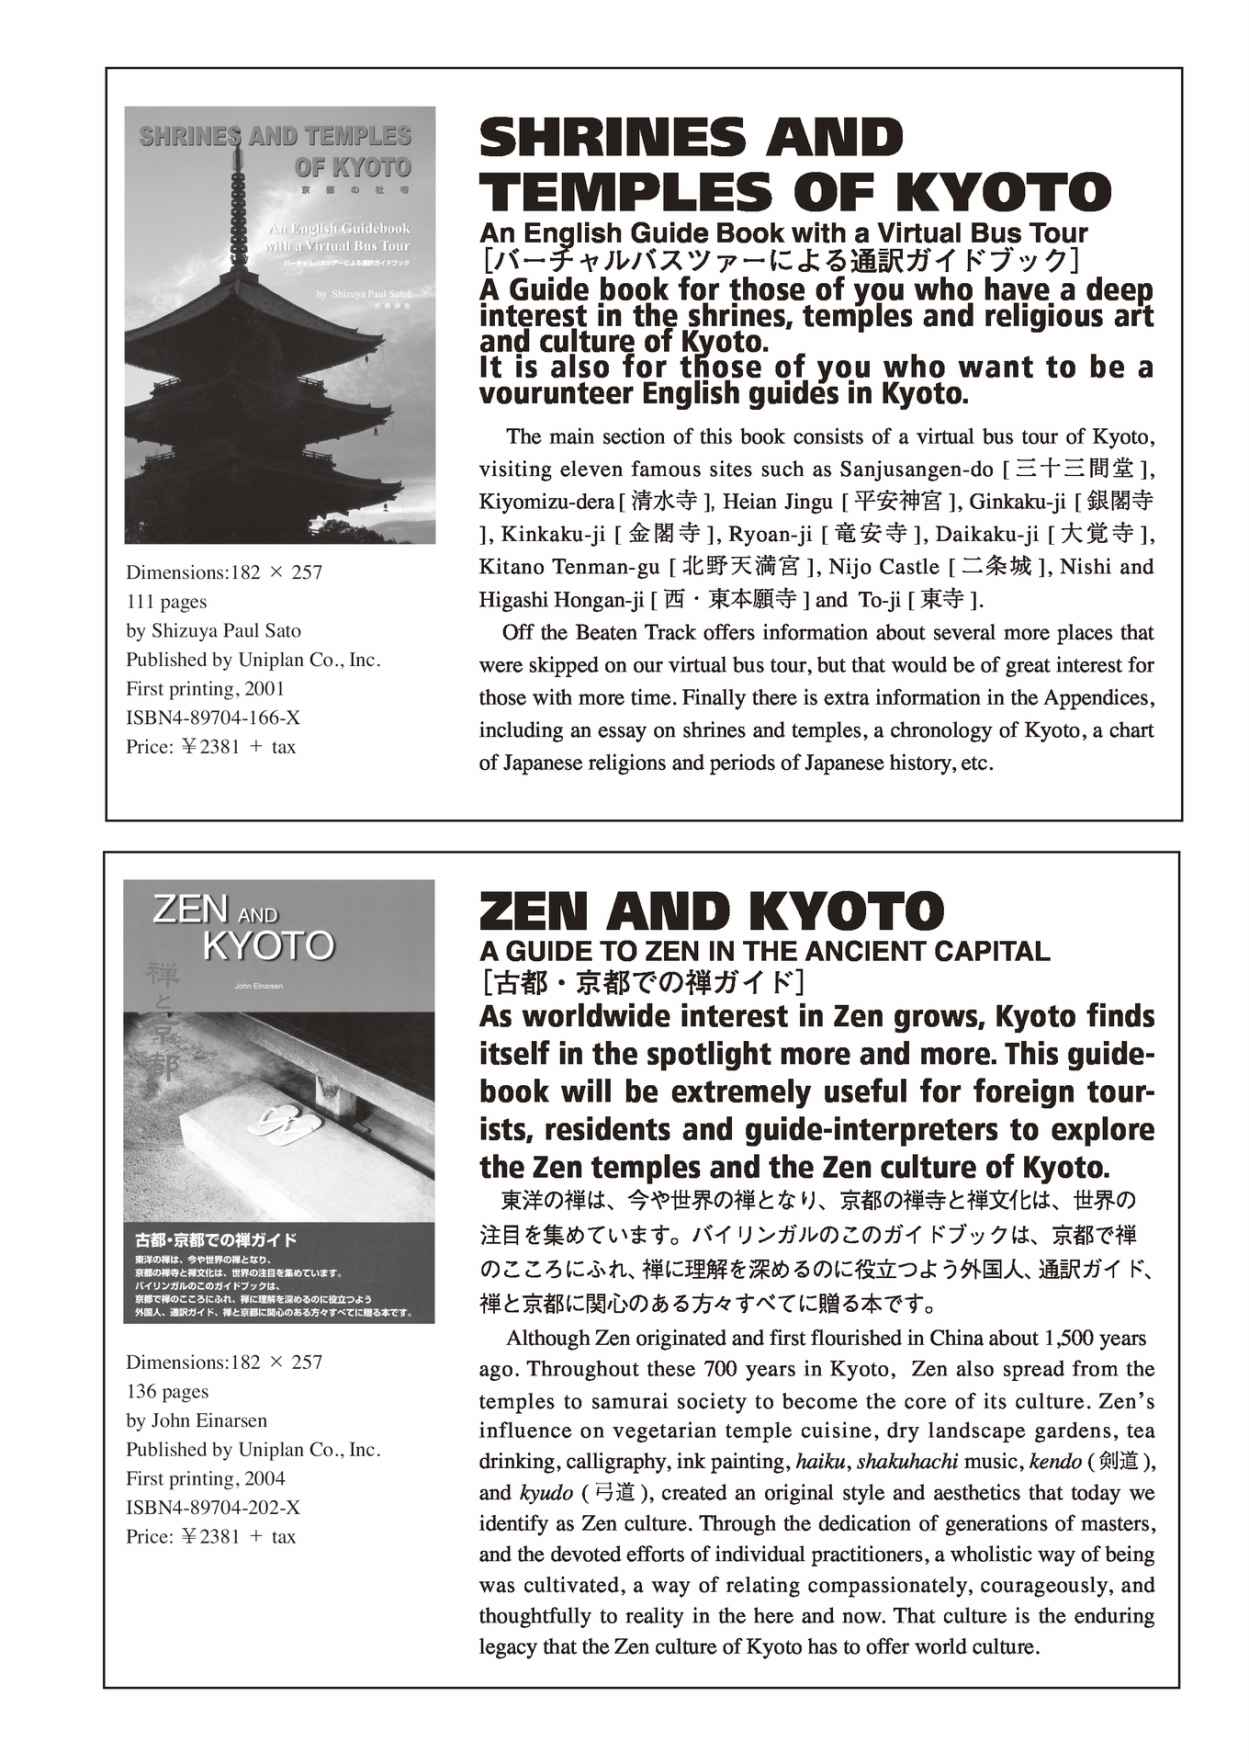 SHRINES AND TEMPLES
OF KYOTO
京都の社寺
An English Guidebook
with a Virtual Bus Tour
バーチャルバスツアーによる通訳ガイドブック
by Shizuya Paul Sato
Dimensions:182 × 257
111 pages
by Shizuya Paul Sato
Published by Uniplan Co., Inc.
First printing, 2001
ISBN4-89704-166-X
Price: ￥2381 + tax
SHRINES AND
TEMPLES OF KYOTO
An English Guide Book with a Virtual Bus Tour
［バーチャルバスツァーによる通訳ガイドブック］
A Guide book for those of you who have a deep
interest in the shrines, temples and religious art
and culture of Kyoto.
It is also for those of you who want to be a
vourunteer English guides in Kyoto.
The main section of this book consists of a virtual bus tour of Kyoto,
visiting eleven famous sites such as Sanjusangen-do [ 三十三間堂 ],
Kiyomizu-dera [ 清水寺 ], Heian Jingu [ 平安神宮 ], Ginkaku-ji [ 銀閣寺
], Kinkaku-ji [ 金閣寺 ], Ryoan-ji [ 竜安寺 ], Daikaku-ji [ 大覚寺 ],
Kitano Tenman-gu [ 北野天満宮 ], Nijo Castle [ 二条城 ], Nishi and
Higashi Hongan-ji [ 西・東本願寺 ] and To-ji [ 東寺 ].
Off the Beaten Track offers information about several more places that
were skipped on our virtual bus tour, but that would be of great interest for
those with more time. Finally there is extra information in the Appendices,
including an essay on shrines and temples, a chronology of Kyoto, a chart
of Japanese religions and periods of Japanese history, etc.
ZEN AND
KYOTO
John Einarsen
禅と京都
古都・京都での禅ガイド
東洋の禅は、今や世界の禅となり、
京都の禅寺と禅文化は、世界の注目を集めています。
バイリンガルのこのガイドブックは、
京都で禅のこころにふれ、禅に理解を深めるのに役立つよう
外国人、通訳ガイド、禅と京都に関心のある方々すべてに贈る本です。
Dimensions:182 × 257
136 pages
by John Einarsen
Published by Uniplan Co., Inc.
First printing, 2004
ISBN4-89704-202-X
Price: ￥2381 + tax
ZEN AND KYOTO
A GUIDE TO ZEN IN THE ANCIENT CAPITAL
［古都・京都での禅ガイド］
As worldwide interest in Zen grows, Kyoto finds
itself in the spotlight more and more. This guide-
book will be extremely useful for foreign tour-
ists, residents and guide-interpreters to explore
the Zen temples and the Zen culture of Kyoto.
東洋の禅は、今や世界の禅となり、京都の禅寺と禅文化は、世界の
注目を集めています。バイリンガルのこのガイドブックは、京都で禅
のこころにふれ、禅に理解を深めるのに役立つよう外国人、通訳ガイド、
禅と京都に関心のある方々すべてに贈る本です。
Although Zen originated and first flourished in China about 1,500 years
ago. Throughout these 700 years in Kyoto, Zen also spread from the
temples to samurai society to become the core of its culture. Zen’s
influence on vegetarian temple cuisine, dry landscape gardens, tea
drinking, calligraphy, ink painting, haiku, shakuhachi music, kendo ( 剣道 ),
and kyudo ( 弓道 ), created an original style and aesthetics that today we
identify as Zen culture. Through the dedication of generations of masters,
and the devoted efforts of individual practitioners, a wholistic way of being
was cultivated, a way of relating compassionately, courageously, and
thoughtfully to reality in the here and now. That culture is the enduring
legacy that the Zen culture of Kyoto has to offer world culture.